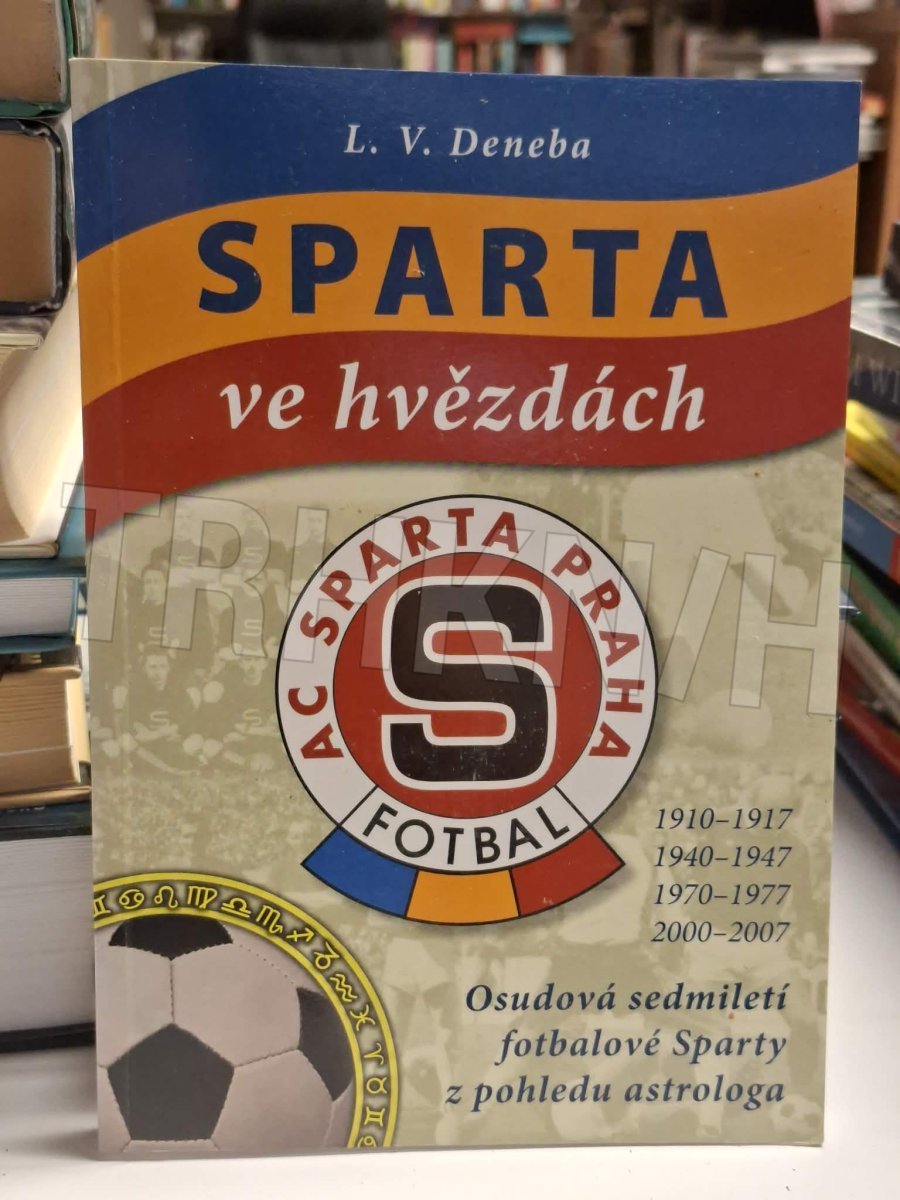 L. V. Deneba
SPARTA
ve hvězdách
AC SPARTA PRAHA
S
FOTBAL
TRHKNIH
1910–1917
1940–1947
1970–1977
2000–2007
Osudová sedmiletí
fotbalové Sparty
z pohledu astrologa